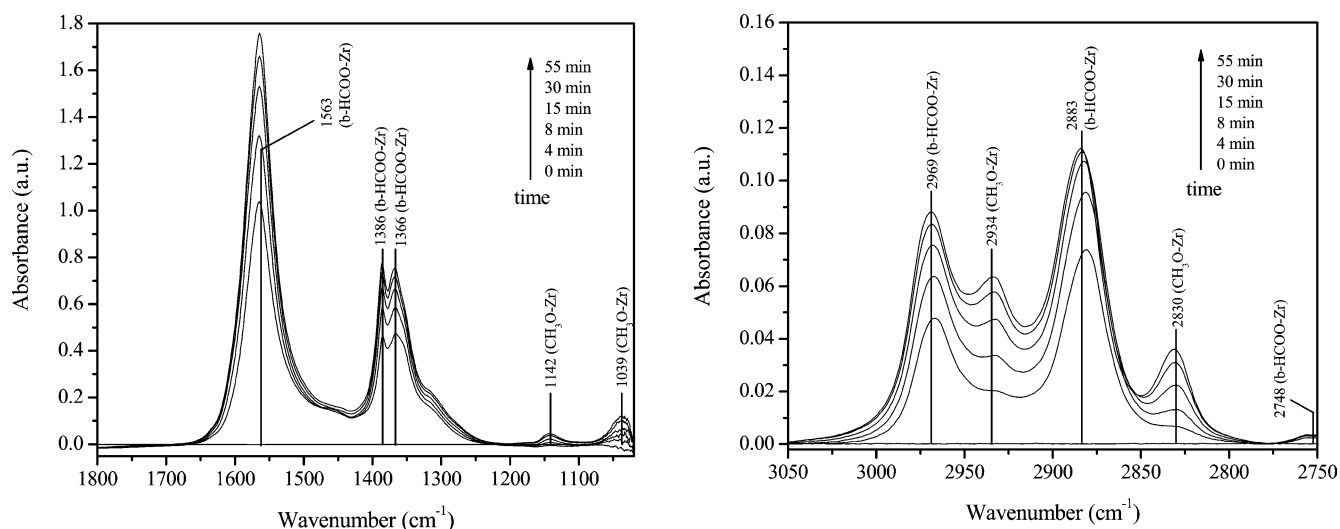 1.8
1.6
1.4
1.2
1.0
0.8
0.6
0.4
0.2
0.0
Absorbance (a.u.)
1800 1700 1600 1500 1400 1300 1200 1100
Wavenumber (cm⁻¹)
1563
(b-HCOO-Zr)
1386 (b-HCOO-Zr)
1366 (b-HCOO-Zr)
1142 (CH₃O-Zr)
1039 (CH₃O-Zr)
55 min
30 min
15 min
8 min
4 min
0 min
time
0.16
0.14
0.12
0.10
0.08
0.06
0.04
0.02
0.00
Absorbance (a.u.)
3050 3000 2950 2900 2850 2800 2750
Wavenumber (cm⁻¹)
2969 (b-HCOO-Zr)
2934 (CH₃O-Zr)
2883
(b-HCOO-Zr)
2830 (CH₃O-Zr)
2748 (b-HCOO-Zr)
55 min
30 min
15 min
8 min
4 min
0 min
time